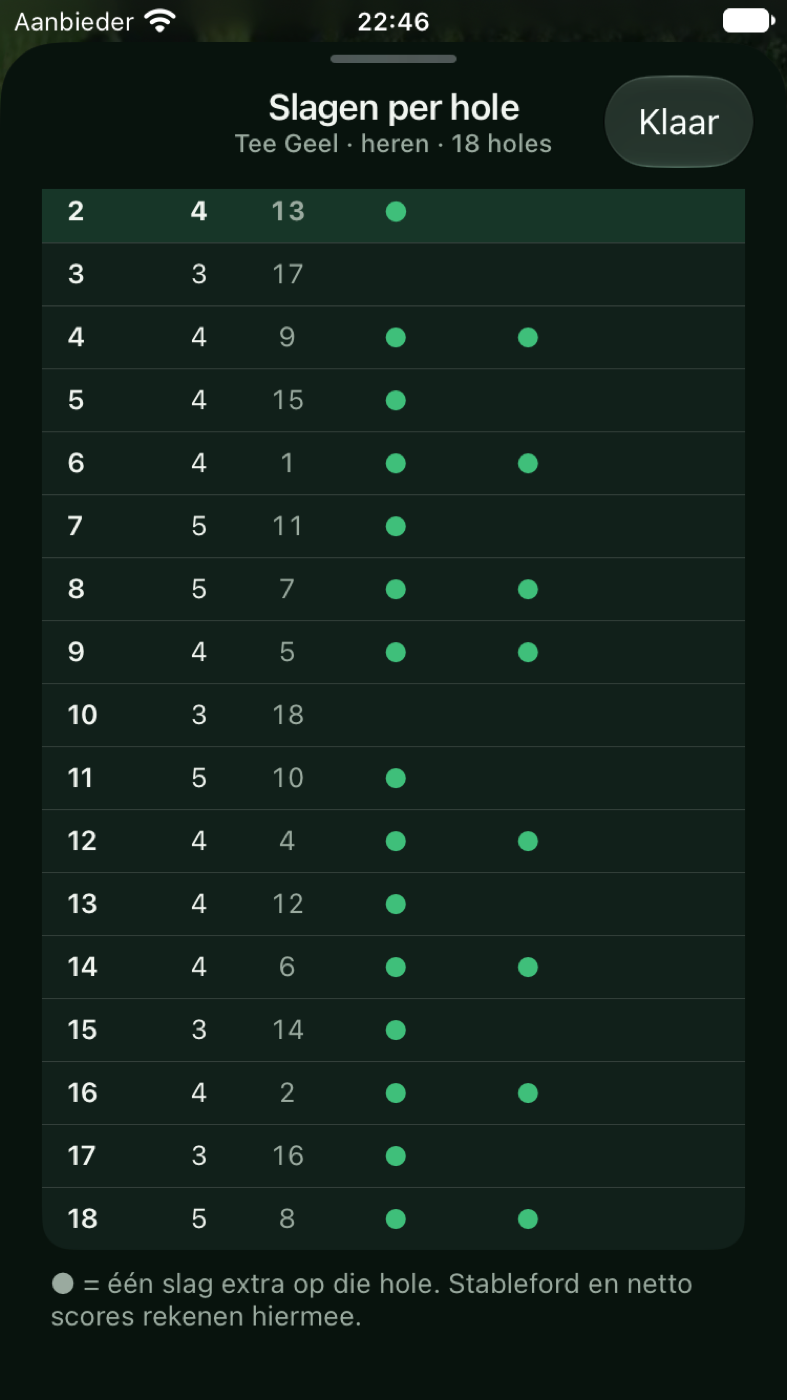 Aanbieder 22:46
Slagen per hole
Klaar
Tee Geel · heren · 18 holes
2 4 13
3 3 17
4 4 9
5 4 15
6 4 1
7 5 11
8 5 7
9 4 5
10 3 18
11 5 10
12 4 4
13 4 12
14 4 6
15 3 14
16 4 2
17 3 16
18 5 8
= één slag extra op die hole. Stableford en netto
scores rekenen hiermee.